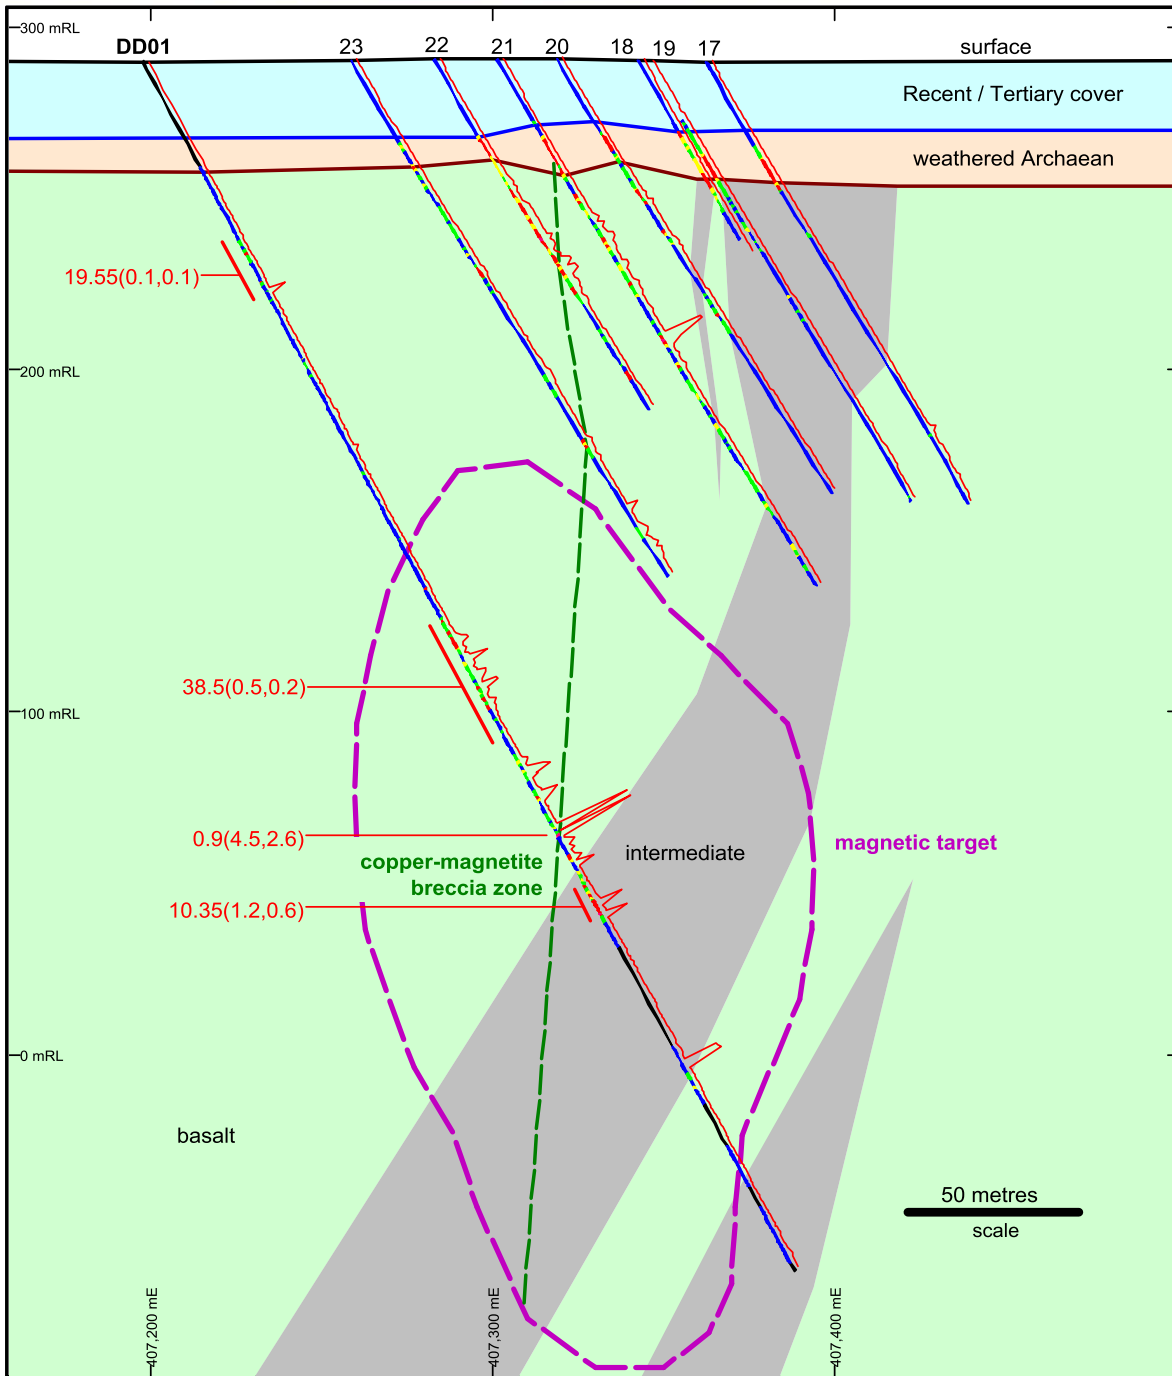 300 mRL
DD01
23
22
21
20
18
19
17
surface
Recent / Tertiary cover
weathered Archaean
19.55(0.1,0.1)
200 mRL
38.5(0.5,0.2)
100 mRL
0.9(4.5,2.6)
copper-magnetite
breccia zone
intermediate
magnetic target
10.35(1.2,0.6)
0 mRL
basalt
50 metres
scale
407,200 mE
407,300 mE
407,400 mE